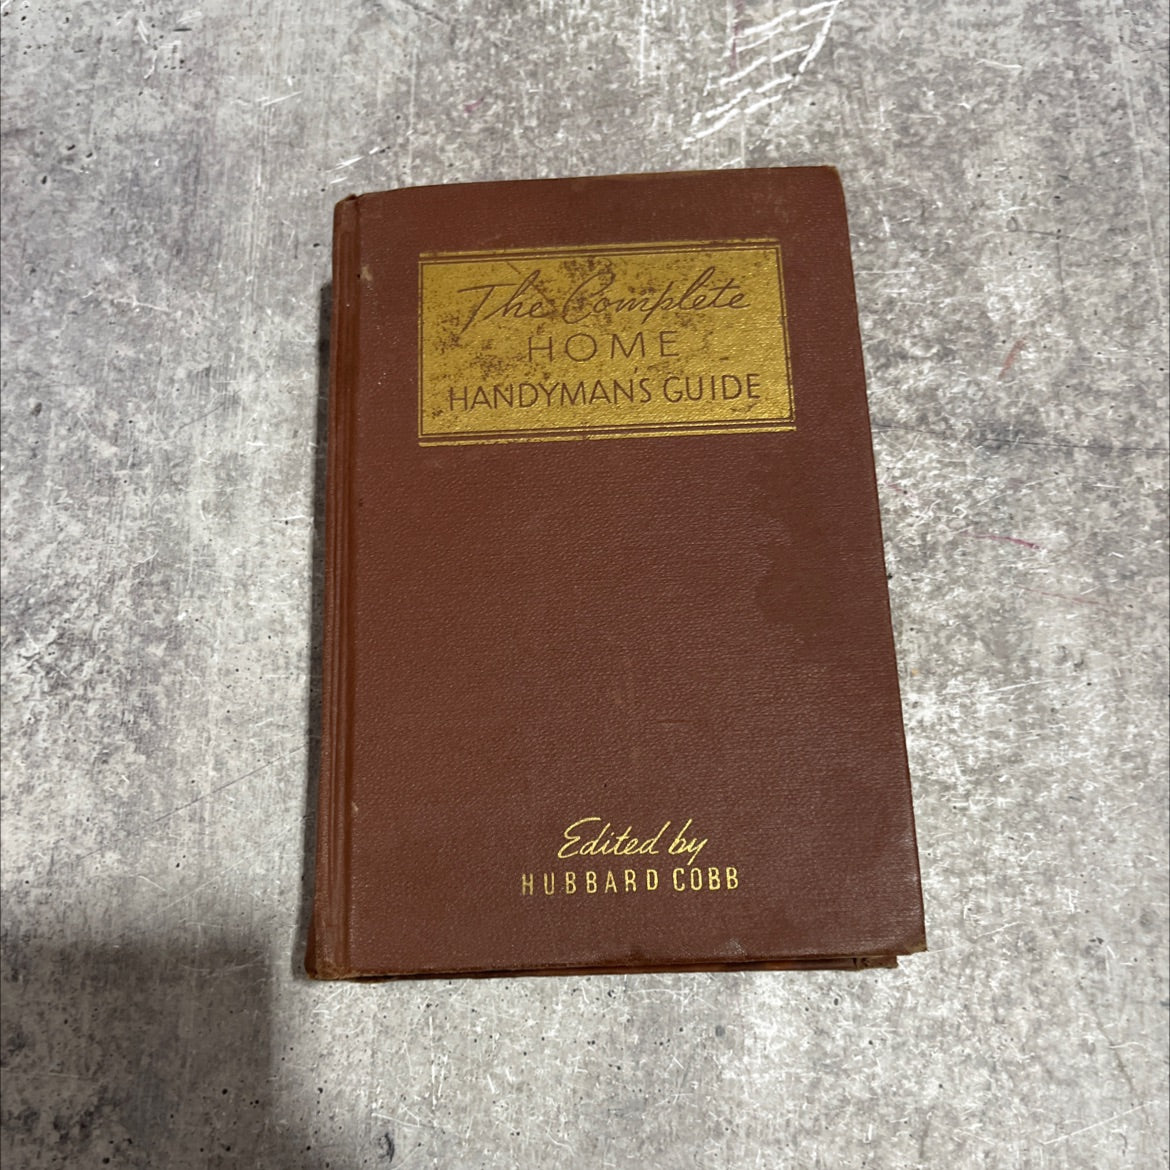 The Complete
HOME
HANDYMAN'S GUIDE
Edited by
HUBBARD COBB